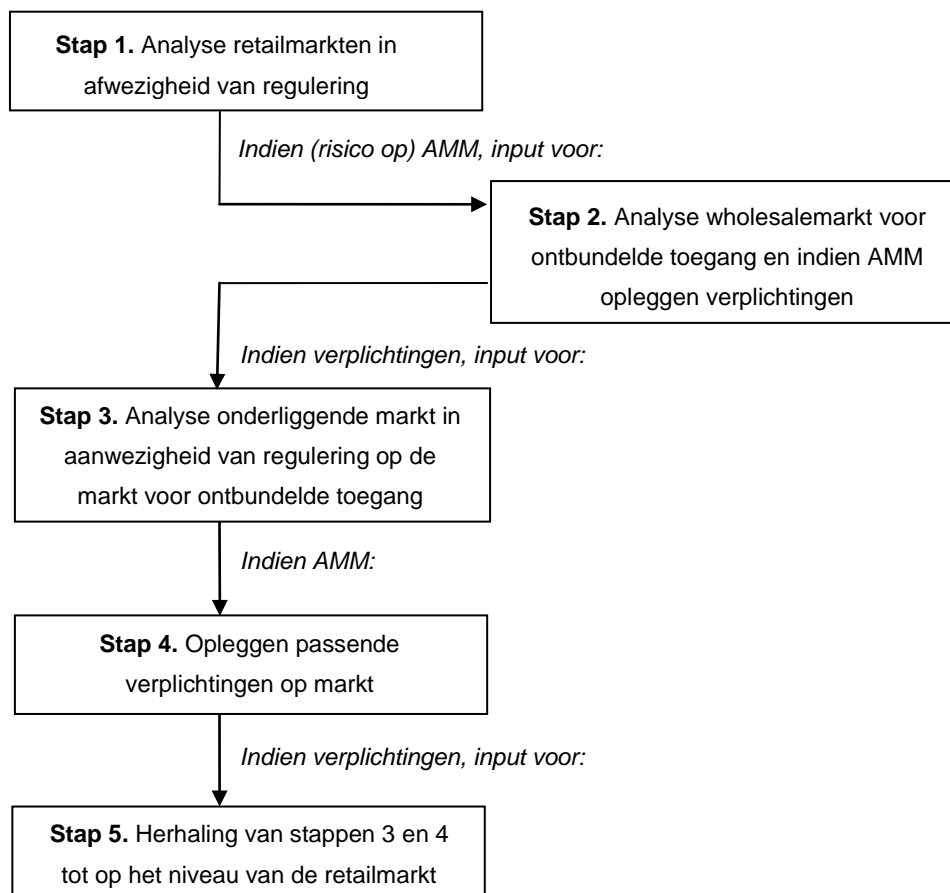 Stap 1. Analyse retailmarkten in
afwezigheid van regulering
Indien (risico op) AMM, input voor:
Stap 2. Analyse wholesalemarkt voor
ontbundelde toegang en indien AMM
opleggen verplichtingen
Indien verplichtingen, input voor:
Stap 3. Analyse onderliggende markt in
aanwezigheid van regulering op de
markt voor ontbundelde toegang
Indien AMM:
Stap 4. Opleggen passende
verplichtingen op markt
Indien verplichtingen, input voor:
Stap 5. Herhaling van stappen 3 en 4
tot op het niveau van de retailmarkt